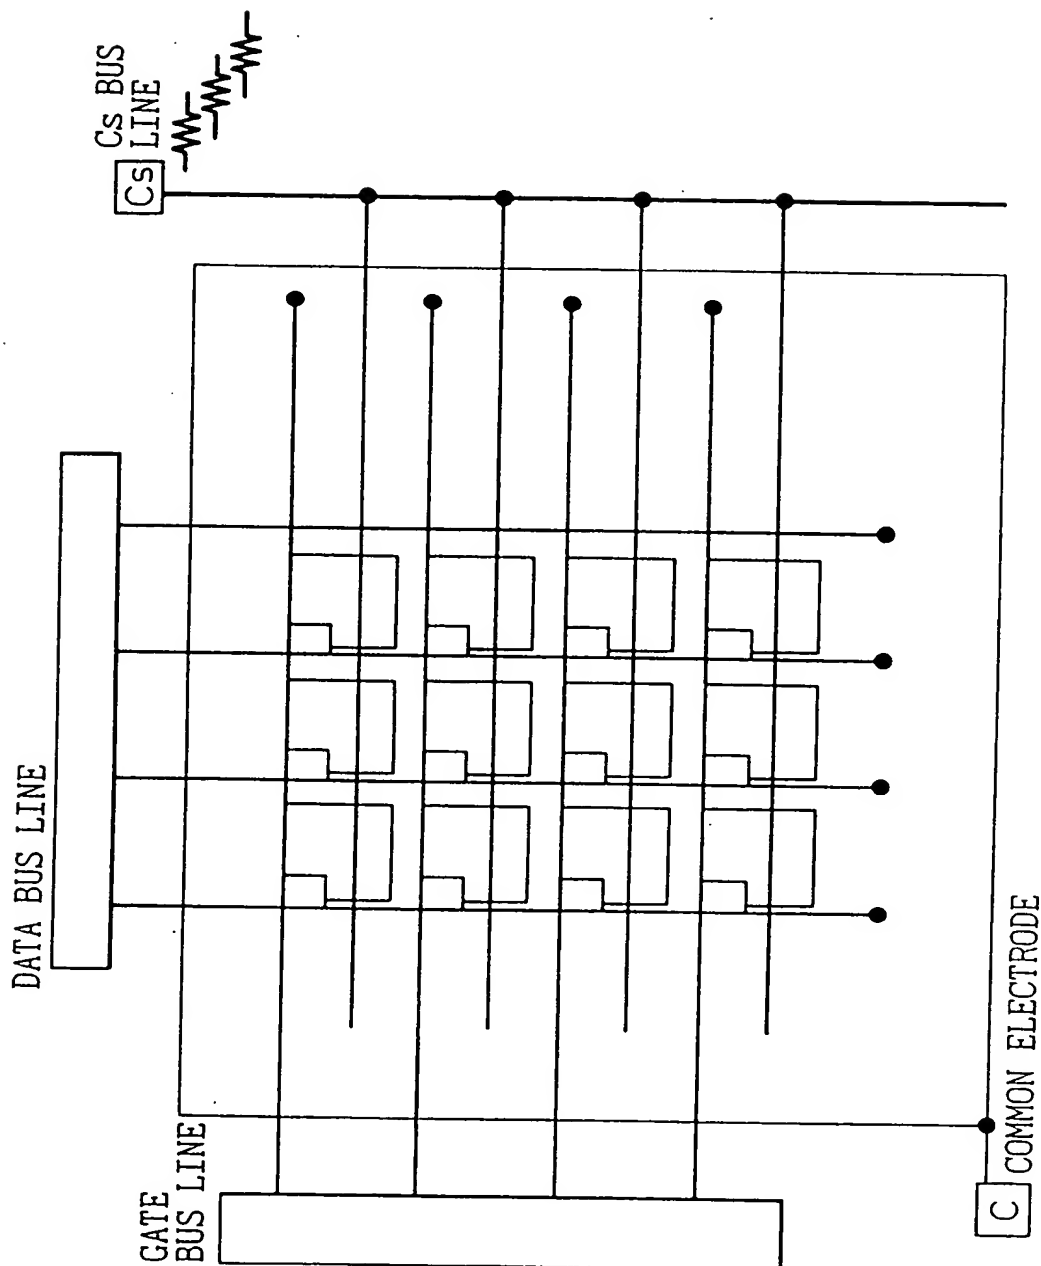 Cs BUS
LINE
Cs
DATA BUS LINE
GATE
BUS LINE
C
COMMON ELECTRODE